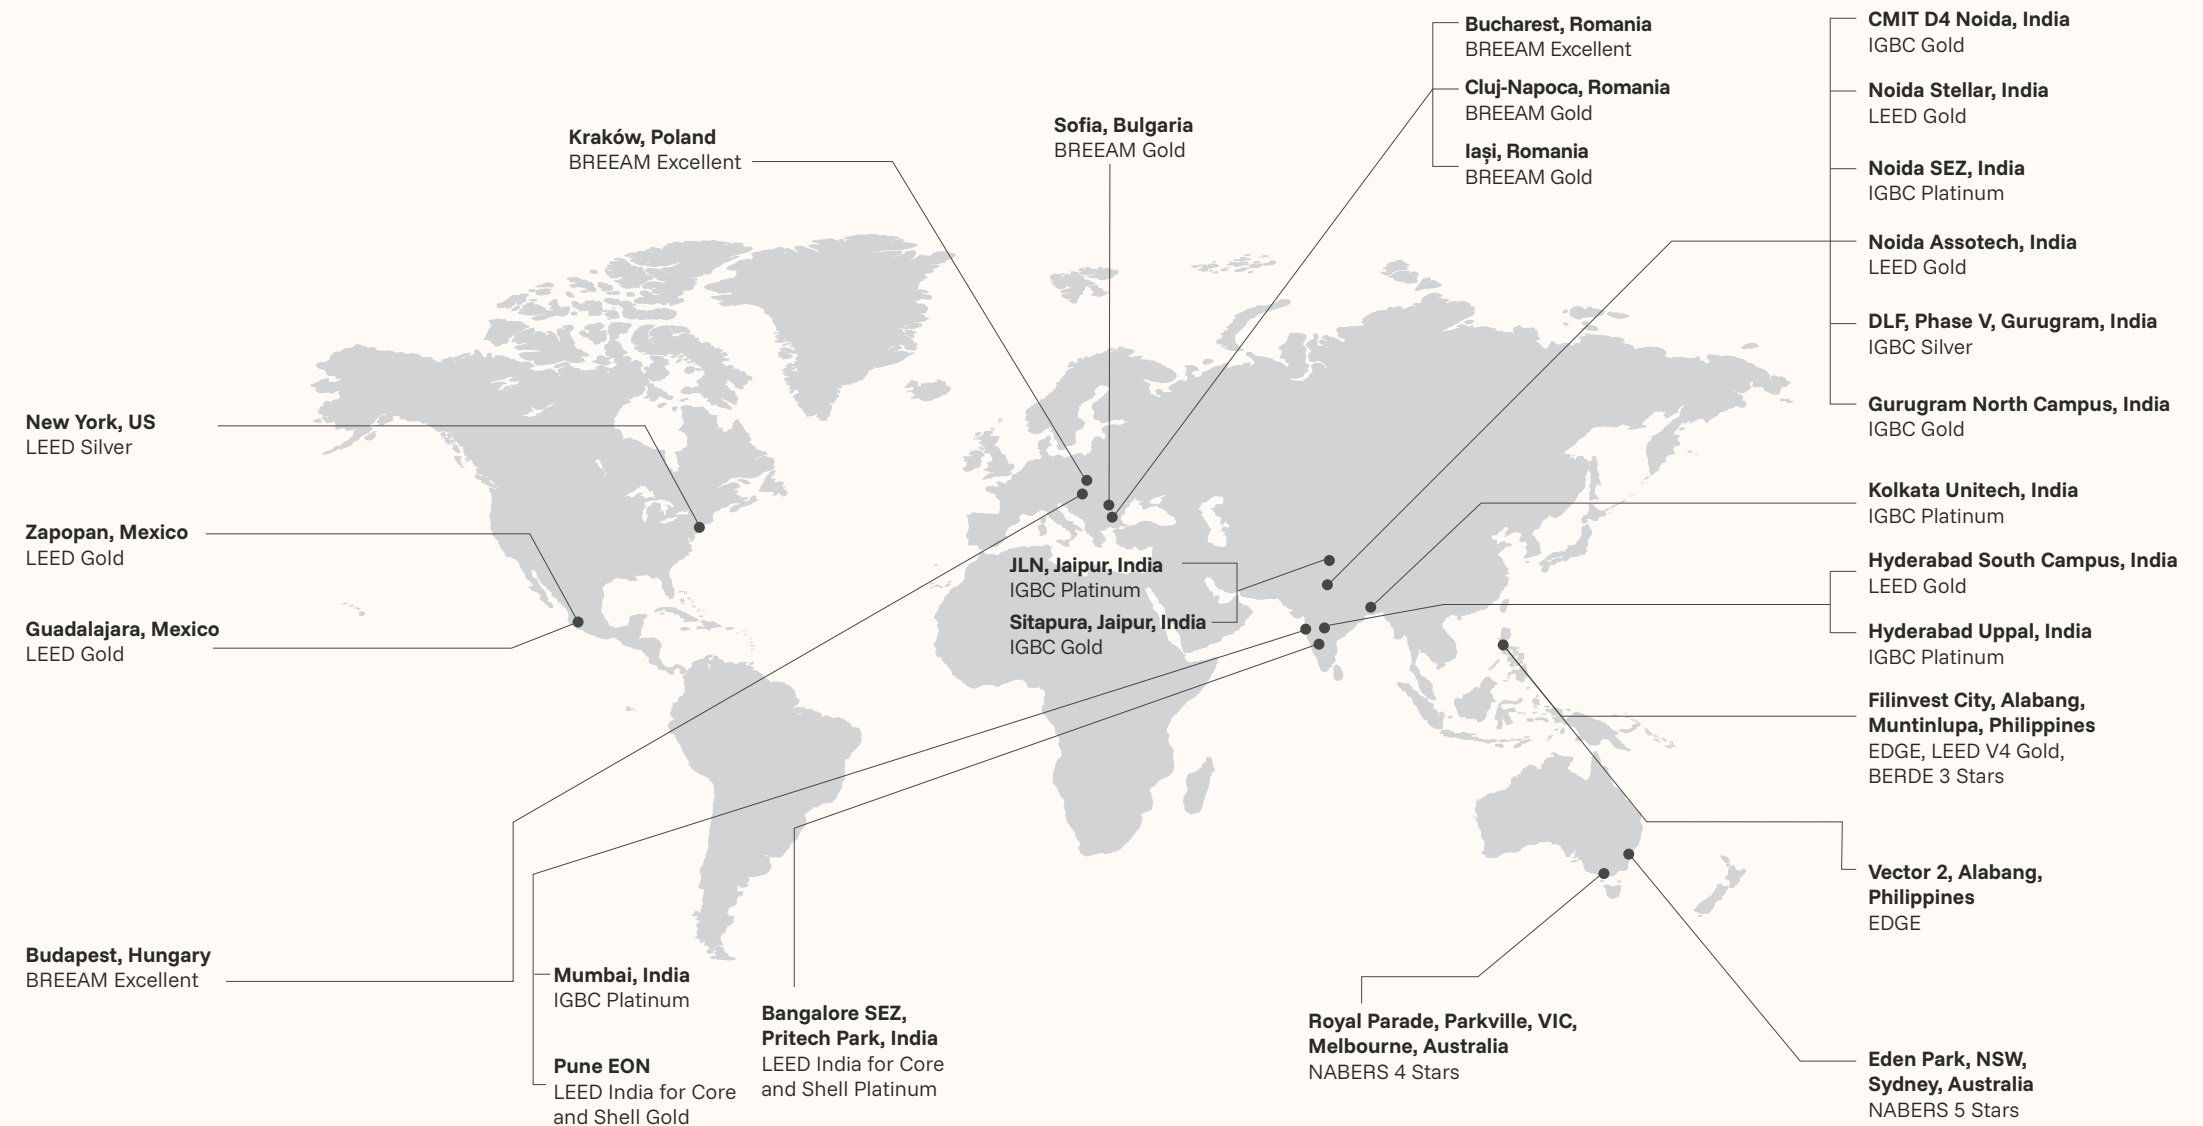 Kraków, Poland
BREEAM Excellent
Sofia, Bulgaria
BREEAM Gold
Bucharest, Romania
BREEAM Excellent
Cluj-Napoca, Romania
BREEAM Gold
Iași, Romania
BREEAM Gold
CMIT D4 Noida, India
IGBC Gold
Noida Stellar, India
LEED Gold
Noida SEZ, India
IGBC Platinum
Noida Assotech, India
LEED Gold
DLF, Phase V, Gurugram, India
IGBC Silver
Gurugram North Campus, India
IGBC Gold
Kolkata Unitech, India
IGBC Platinum
Hyderabad South Campus, India
LEED Gold
Hyderabad Uppal, India
IGBC Platinum
Filinvest City, Alabang,
Muntinlupa, Philippines
EDGE, LEED V4 Gold,
BERDE 3 Stars
Vector 2, Alabang,
Philippines
EDGE
Eden Park, NSW,
Sydney, Australia
NABERS 5 Stars
New York, US
LEED Silver
Zapopan, Mexico
LEED Gold
Guadalajara, Mexico
LEED Gold
JLN, Jaipur, India
IGBC Platinum
Sitapura, Jaipur, India
IGBC Gold
Budapest, Hungary
BREEAM Excellent
Mumbai, India
IGBC Platinum
Pune EON
LEED India for Core
and Shell Gold
Bangalore SEZ,
Pritech Park, India
LEED India for Core
and Shell Platinum
Royal Parade, Parkville, VIC,
Melbourne, Australia
NABERS 4 Stars